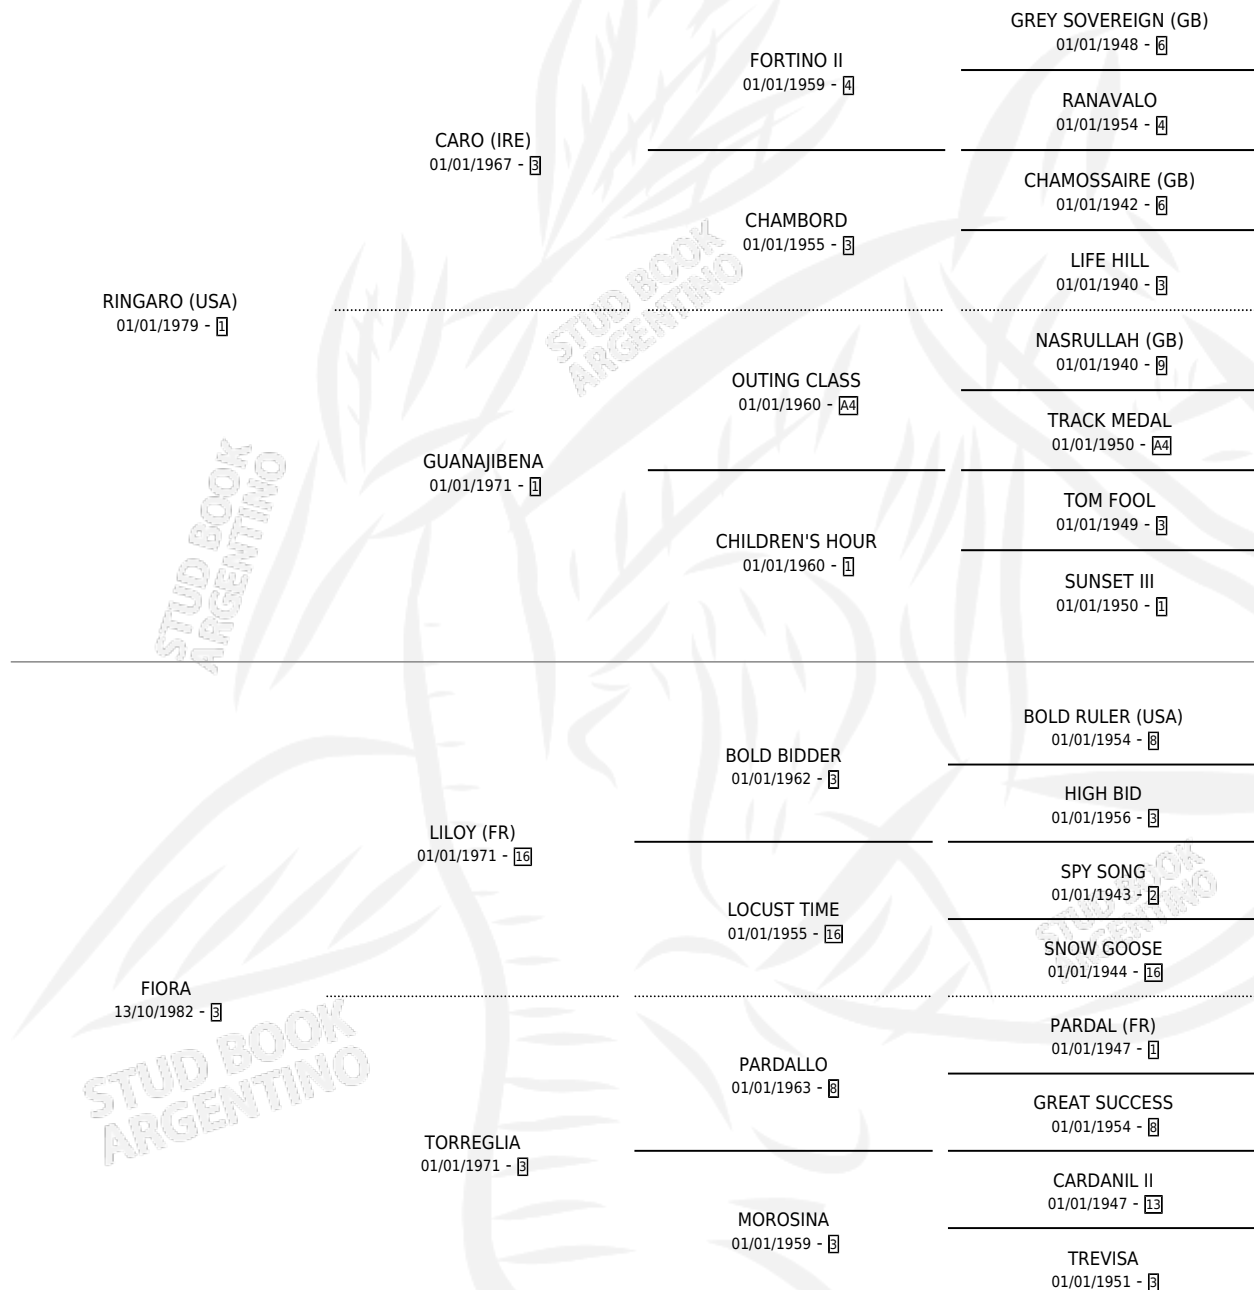 GREY SOVEREIGN (GB)
01/01/1948 - 6
FORTINO II
01/01/1959 - 4
RANAVALO
01/01/1954 - 4
CARO (IRE)
01/01/1967 - 3
CHAMOSSAIRE (GB)
01/01/1942 - 6
CHAMBORD
01/01/1955 - 3
LIFE HILL
01/01/1940 - 3
RINGARO (USA)
01/01/1979 - 1
STUD BOOK
ARGENTINO
NASRULLAH (GB)
01/01/1940 - 9
OUTING CLASS
01/01/1960 - A4
TRACK MEDAL
01/01/1950 - A4
GUANAJIBENA
01/01/1971 - 1
TOM FOOL
01/01/1949 - 3
CHILDREN'S HOUR
01/01/1960 - 1
SUNSET III
01/01/1950 - 1
STUD BOOK
ARGENTINO
BOLD RULER (USA)
01/01/1954 - 8
BOLD BIDDER
01/01/1962 - 3
HIGH BID
01/01/1956 - 3
LILOY (FR)
01/01/1971 - 16
SPY SONG
01/01/1943 - 2
LOCUST TIME
01/01/1955 - 16
SNOW GOOSE
01/01/1944 - 16
STUD BOOK
ARGENTINO
FIORA
13/10/1982 - 3
PARDAL (FR)
01/01/1947 - 1
PARDALLO
01/01/1963 - 8
GREAT SUCCESS
01/01/1954 - 8
STUD BOOK
ARGENTINO
TORREGLIA
01/01/1971 - 3
CARDANIL II
01/01/1947 - 13
MOROSINA
01/01/1959 - 3
TREVISA
01/01/1951 - 3